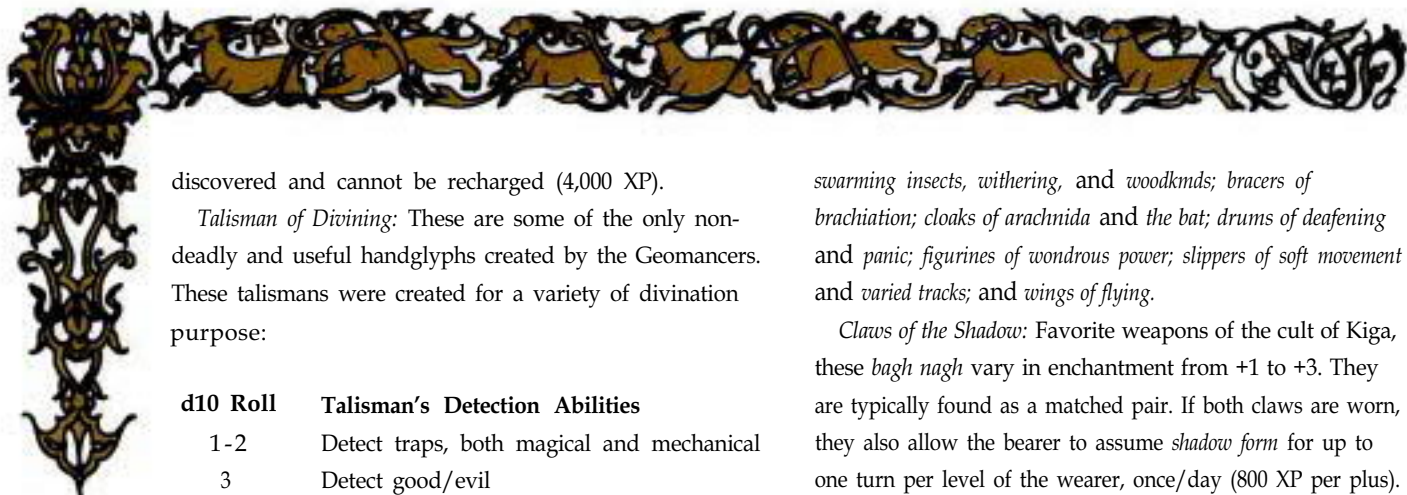 discovered and cannot be recharged (4,000 XP).
Talisman of Divining: These are some of the only non-
deadly and useful handglyphs created by the Geomancers.
These talismans were created for a variety of divination
purpose:
d10 Roll Talisman's Detection Abilities
1-2 Detect traps, both magical and mechanical
3 Detect good/evil
swarming insects, withering, and woodkmds; bracers of
brachiation; cloaks of arachnida and the bat; drums of deafening
and panic; figurines of wondrous power; slippers of soft movement
and varied tracks; and wings of flying.
Claws of the Shadow: Favorite weapons of the cult of Kiga,
these bagh nagh vary in enchantment from +1 to +3. They
are typically found as a matched pair. If both claws are worn,
they also allow the bearer to assume shadow form for up to
one turn per level of the wearer, once/day (800 XP per plus).